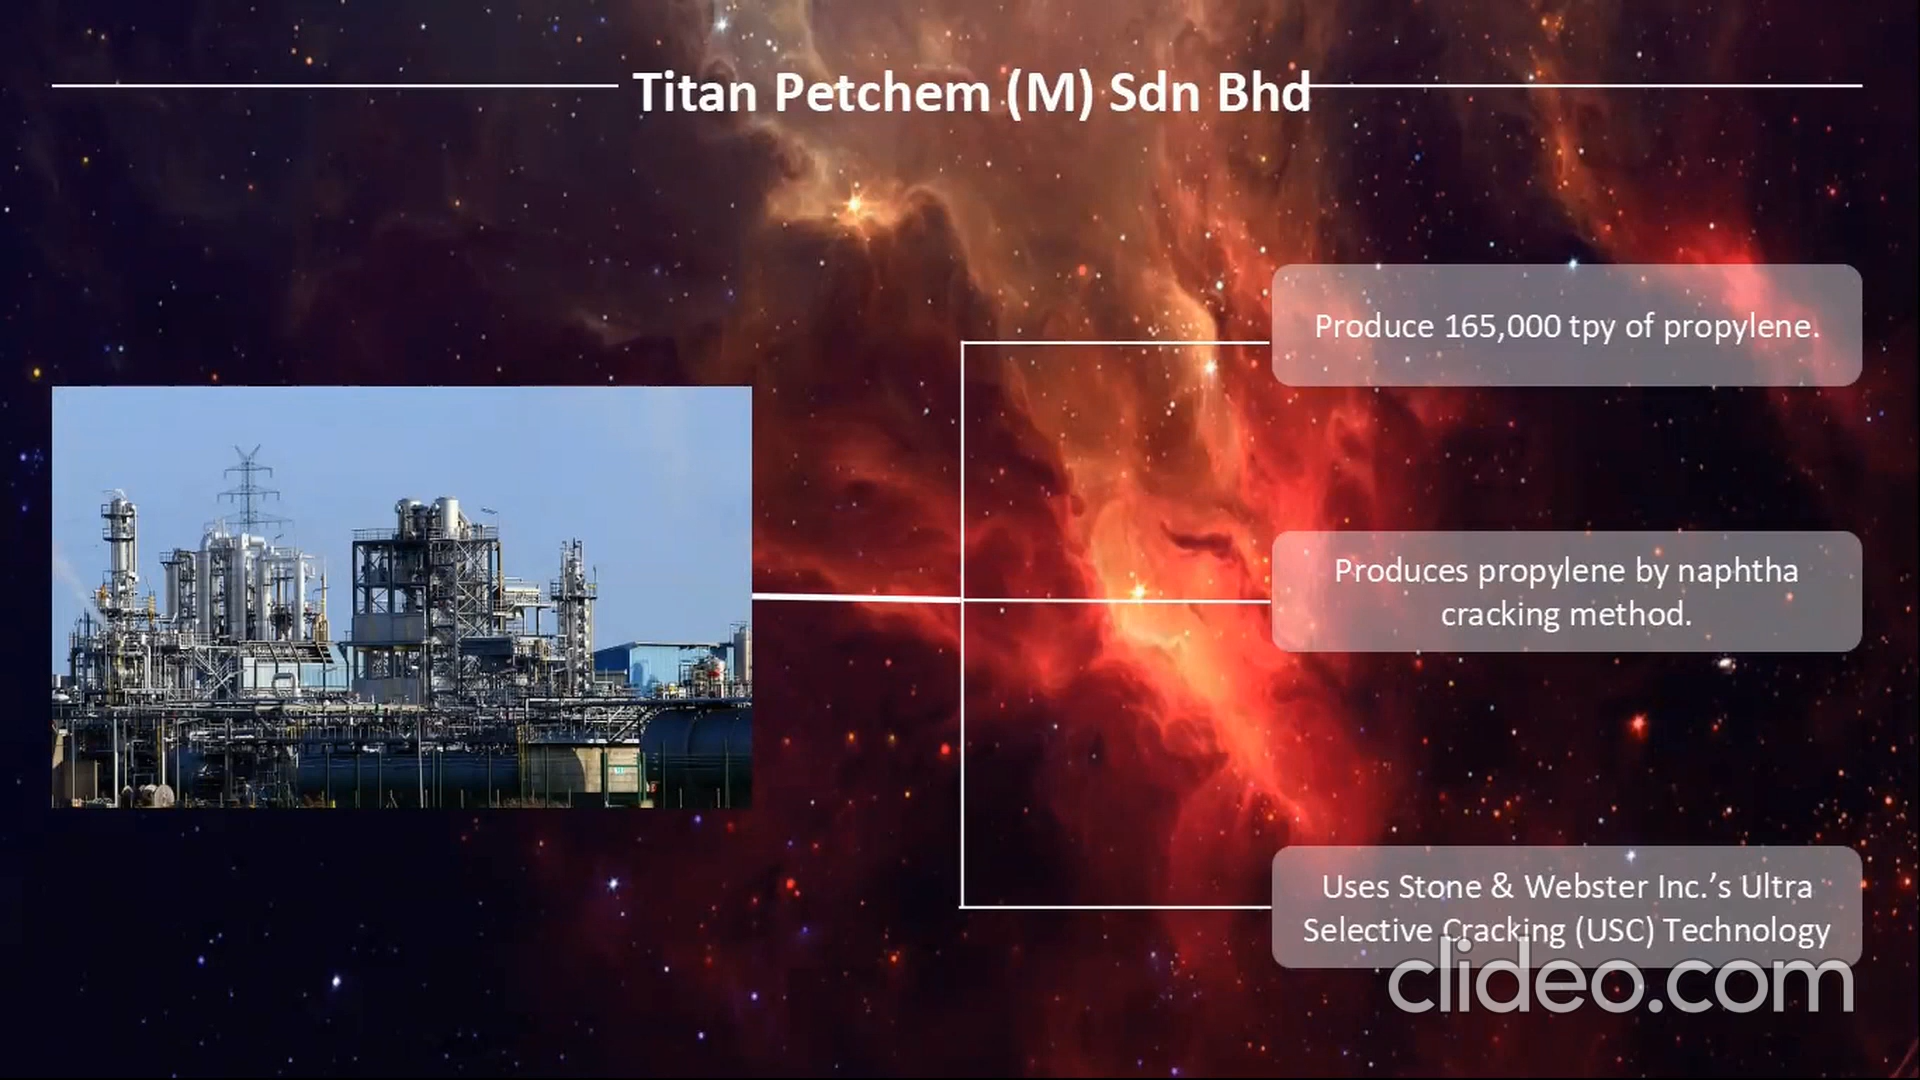 Titan Petchem (M) Sdn Bhd
Produce 165,000 tpy of propylene.
Produces propylene by naphtha
cracking method.
Uses Stone & Webster Inc.’s Ultra
Selective Cracking (USC) Technology
clideo.com